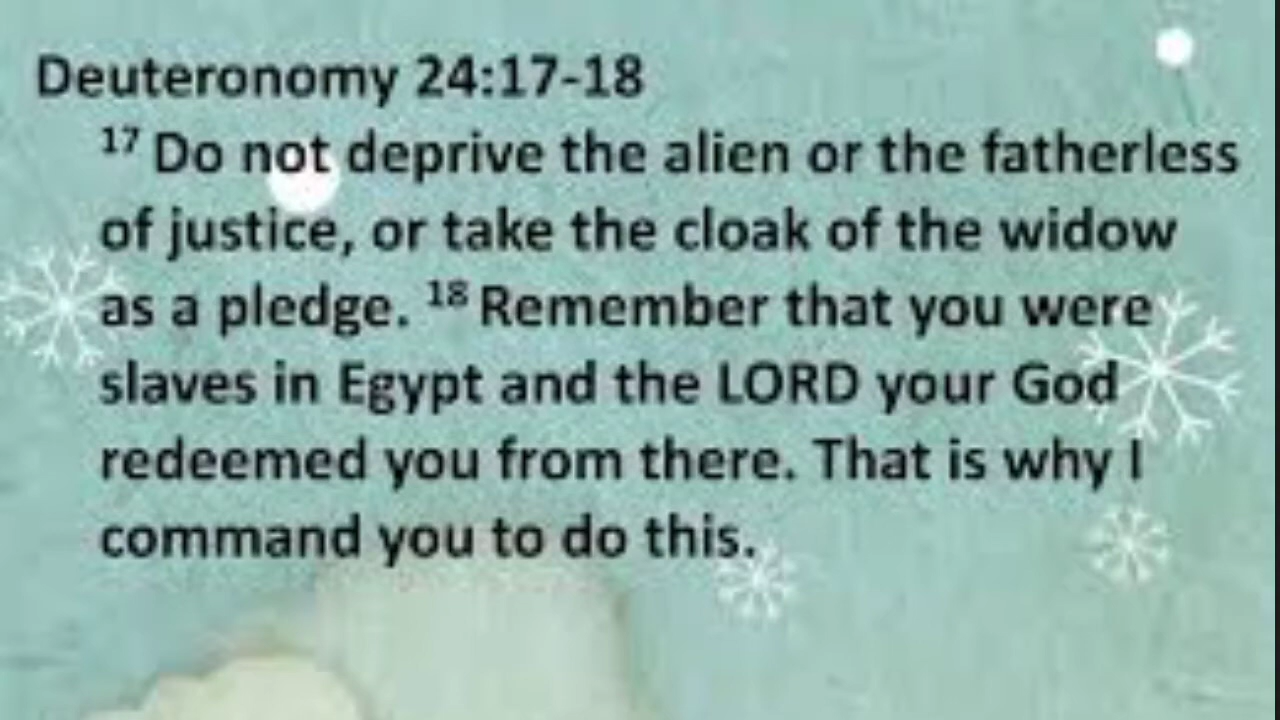 Deuteronomy 24:17-18
17 Do not deprive the alien or the fatherless
of justice, or take the cloak of the widow
as a pledge. 18 Remember that you were
slaves in Egypt and the LORD your God
redeemed you from there. That is why I
command you to do this.